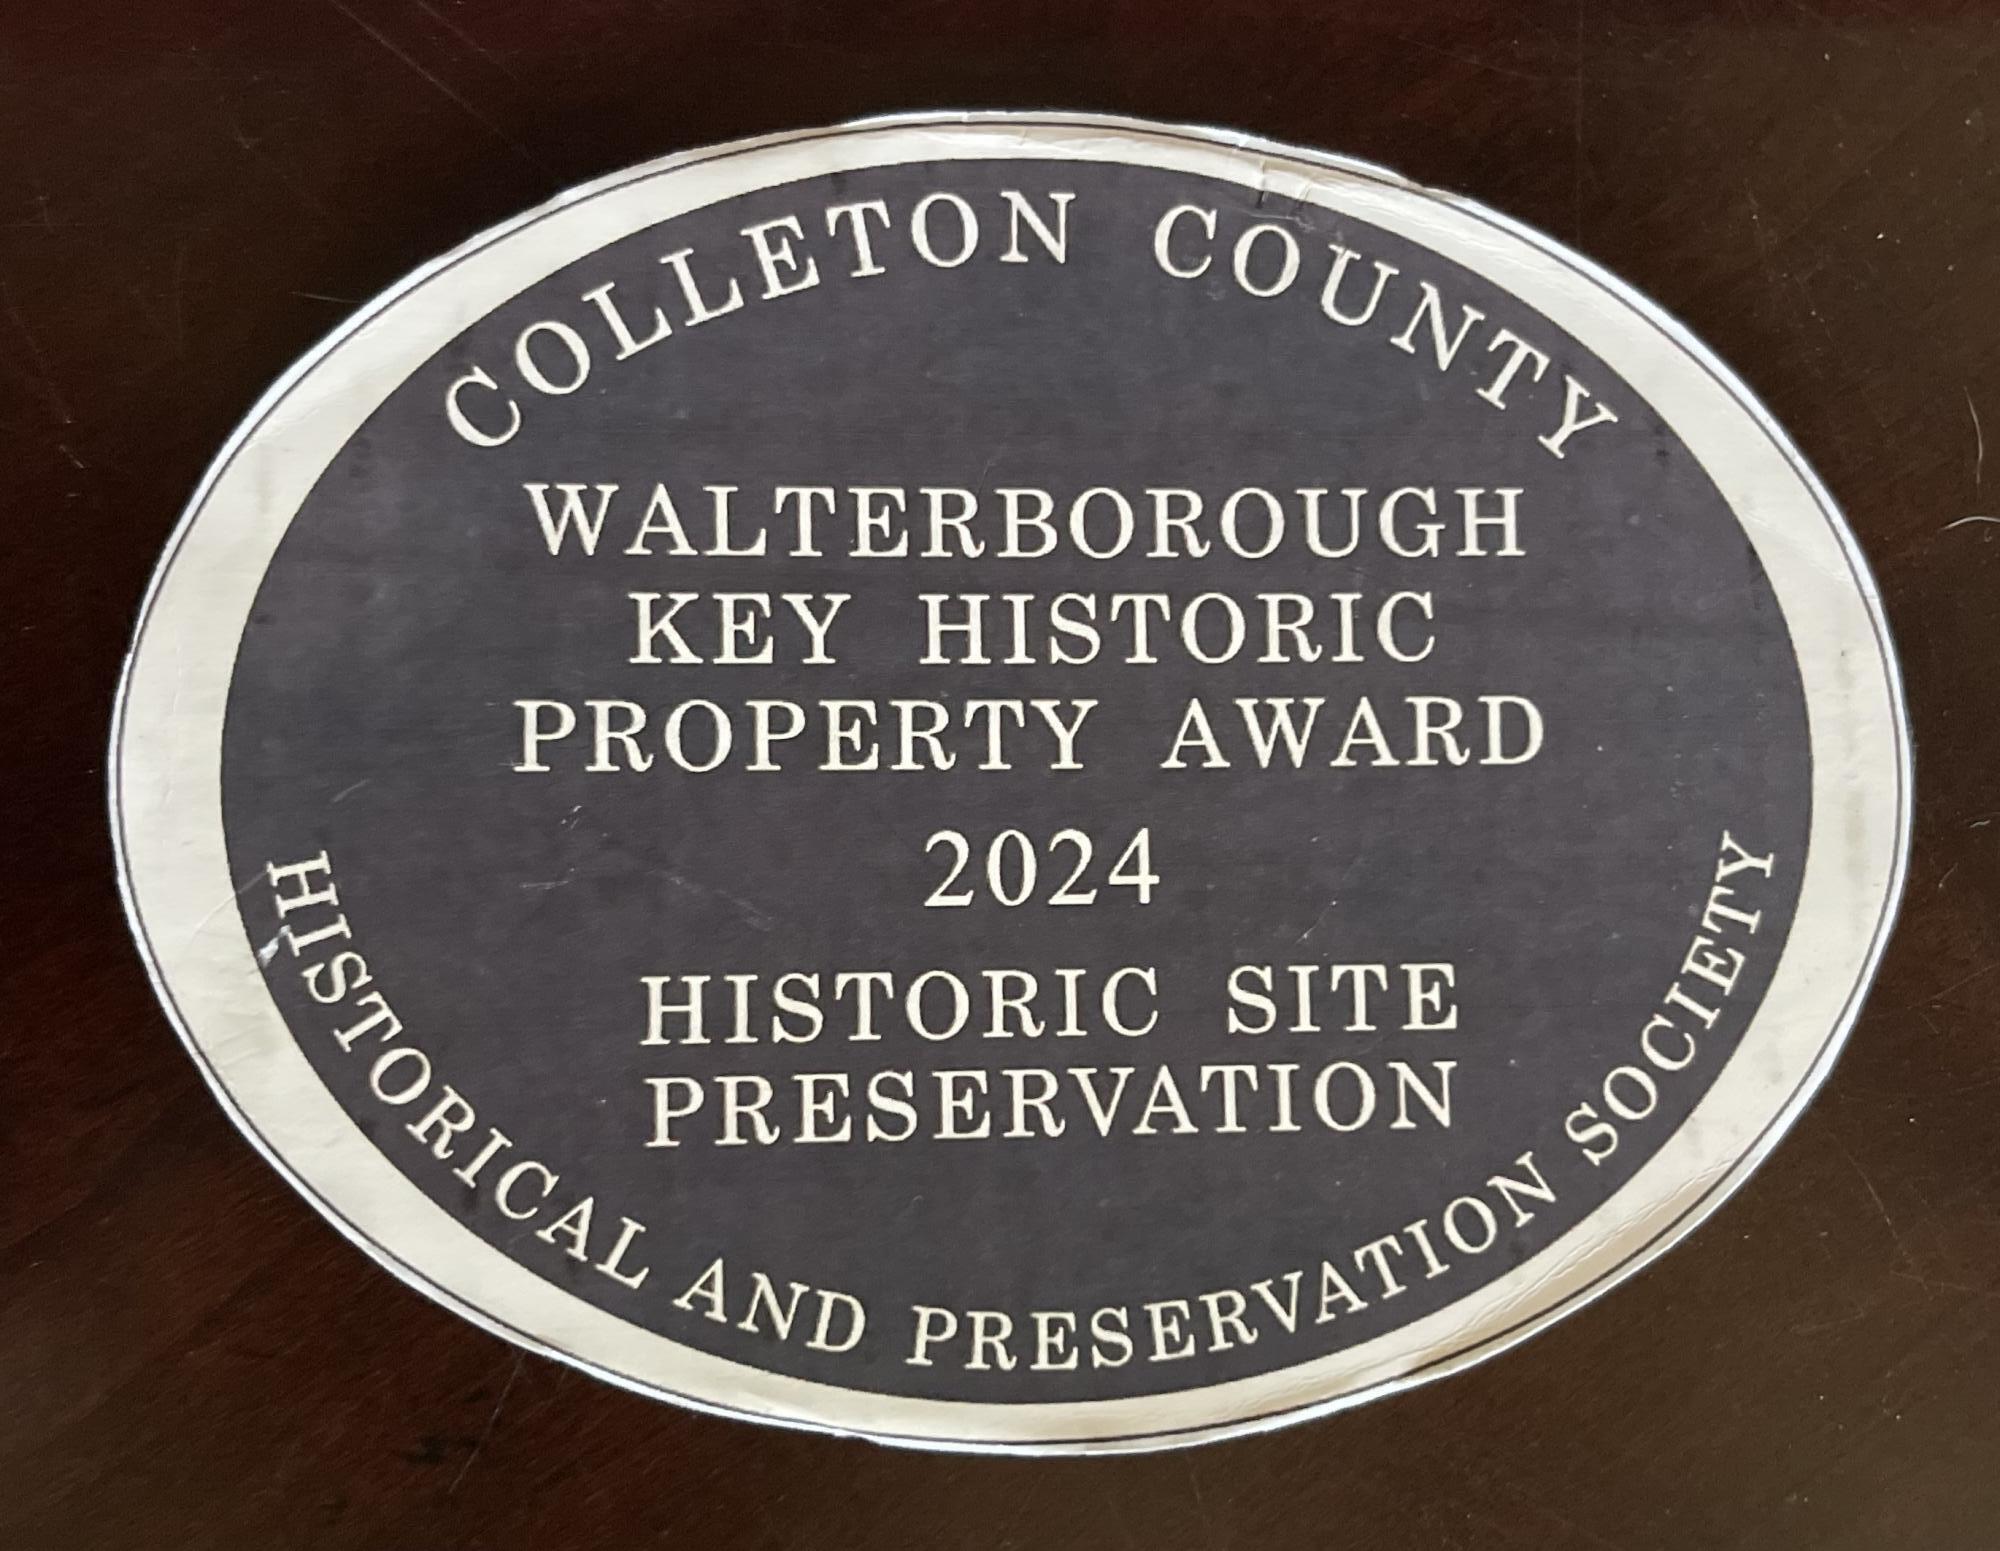 COLLETON COUNTY
WALTERBOROUGH
KEY HISTORIC
PROPERTY AWARD
2024
HISTORIC SITE
PRESERVATION
HISTORICAL AND PRESERVATION SOCIETY